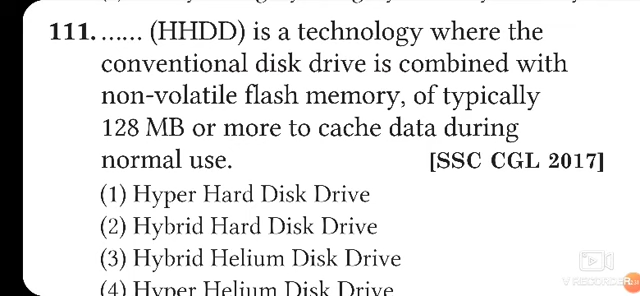 111. ...... (HHDD) is a technology where the
conventional disk drive is combined with
non-volatile flash memory, of typically
128 MB or more to cache data during
normal use. [SSC CGL 2017]
(1) Hyper Hard Disk Drive
(2) Hybrid Hard Disk Drive
(3) Hybrid Helium Disk Drive
(4) Hyper Helium Disk Drive